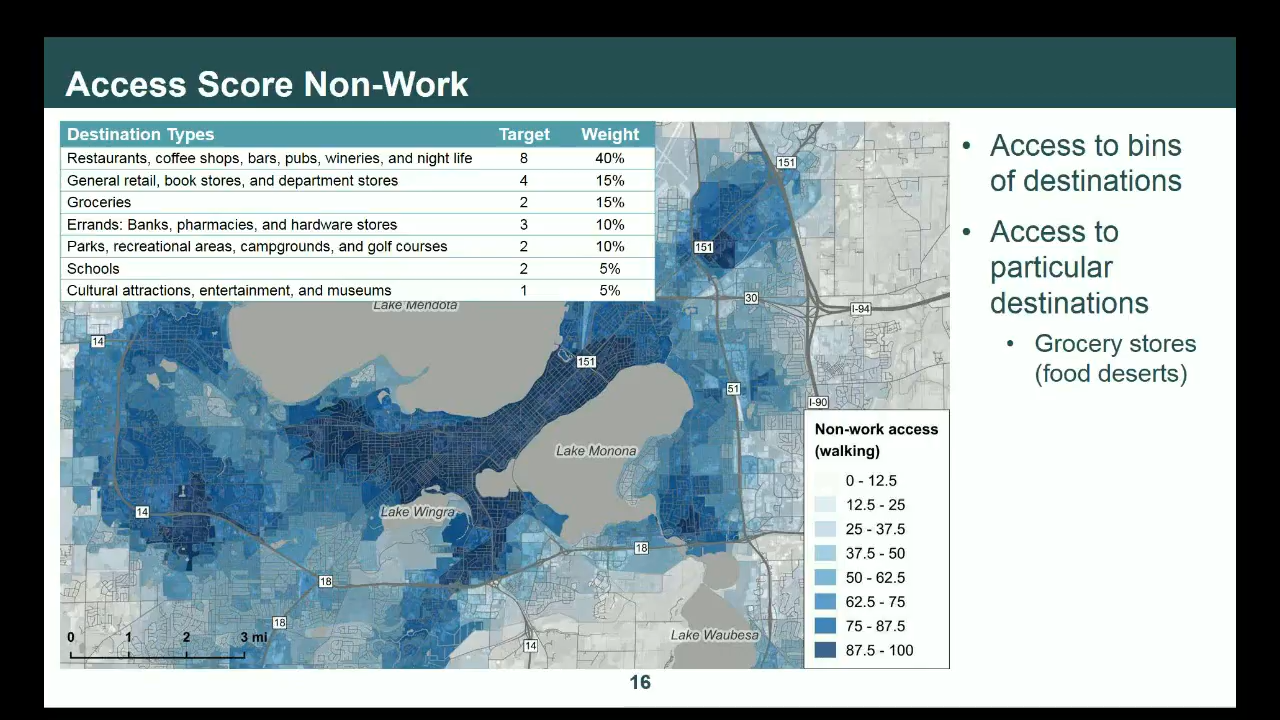 Access Score Non-Work
Destination Types Target Weight
Restaurants, coffee shops, bars, pubs, wineries, and night life 8 40%
General retail, book stores, and department stores 4 15%
Groceries 2 15%
Errands: Banks, pharmacies, and hardware stores 3 10%
Parks, recreational areas, campgrounds, and golf courses 2 10%
Schools 2 5%
Cultural attractions, entertainment, and museums 1 5%
151
151
30
I-94
Lake Mendota
14
151
51
I-90
Lake Monona
14
Lake Wingra
18
18
18
14
Lake Waubesa
0 1 2 3 mi
Non-work access
(walking)
0 - 12.5
12.5 - 25
25 - 37.5
37.5 - 50
50 - 62.5
62.5 - 75
75 - 87.5
87.5 - 100
• Access to bins
of destinations
• Access to
particular
destinations
• Grocery stores
(food deserts)
16